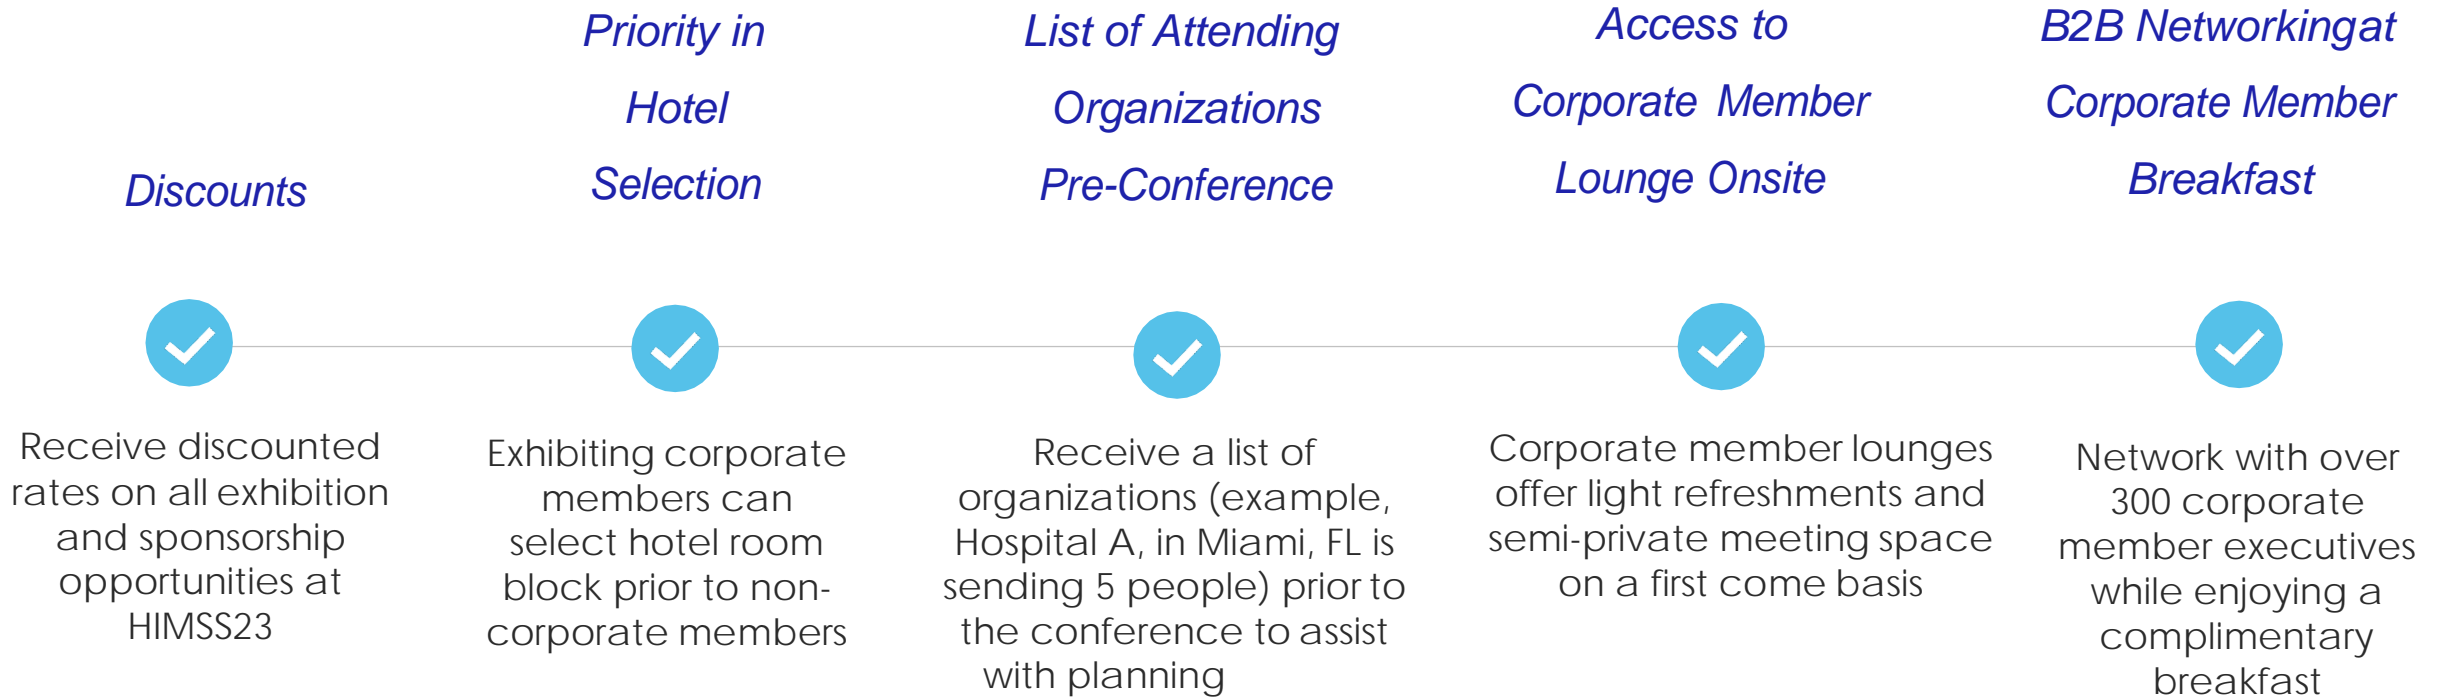 Discounts
Receive discounted
rates on all exhibition
and sponsorship
opportunities at
HIMSS23
Priority in
Hotel
Selection
Exhibiting corporate
members can
select hotel room
block prior to non-
corporate members
List of Attending
Organizations
Pre-Conference
Receive a list of
organizations (example,
Hospital A, in Miami, FL is
sending 5 people) prior to
the conference to assist
with planning
Access to
Corporate Member
Lounge Onsite
Corporate member lounges
offer light refreshments and
semi-private meeting space
on a first come basis
B2B Networkingat
Corporate Member
Breakfast
Network with over
300 corporate
member executives
while enjoying a
complimentary
breakfast